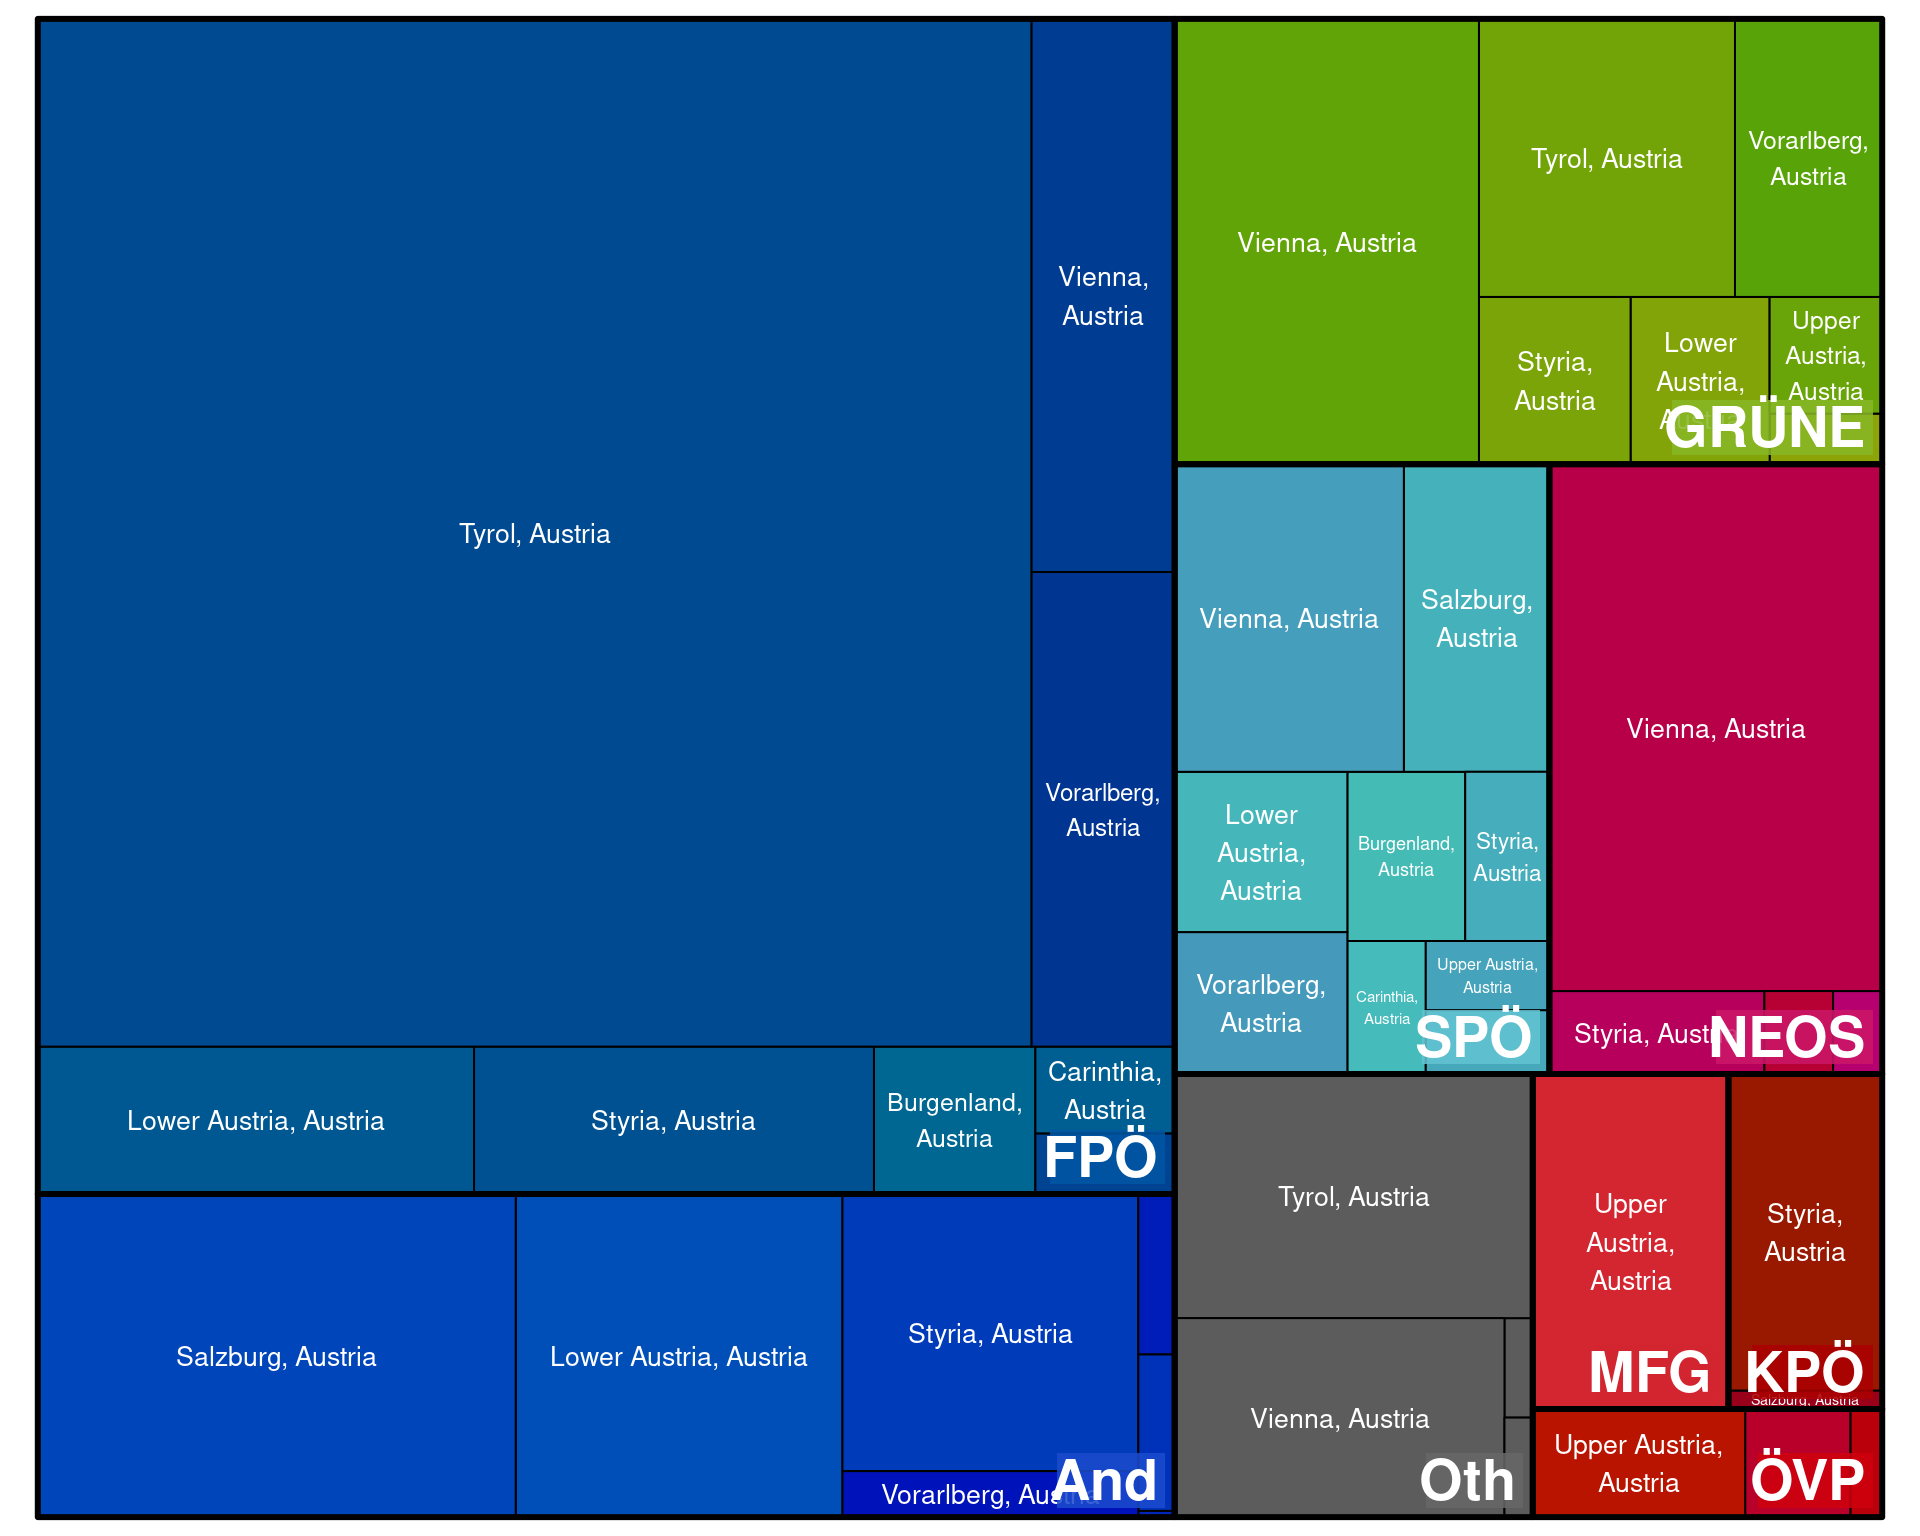 Tyrol, Austria
Vienna,
Austria
Vorarlberg,
Austria
Lower Austria, Austria
Styria, Austria
Burgenland,
Austria
Carinthia,
Austria
FPÖ
Salzburg, Austria
Lower Austria, Austria
Styria, Austria
Vorarlberg, Aus
And
Vienna, Austria
Tyrol, Austria
Vorarlberg,
Austria
Styria,
Austria
Lower
Austria,
Upper
Austria,
Austria
GRÜNE
Vienna, Austria
Salzburg,
Austria
Lower
Austria,
Austria
Burgenland,
Austria
Styria,
Austria
Vorarlberg,
Austria
Carinthia,
Austria
Upper Austria,
Austria
SPÖ
Vienna, Austria
Styria, Austr
NEOS
Tyrol, Austria
Vienna, Austria
Oth
Upper
Austria,
Austria
MFG
Styria,
Austria
KPÖ
Salzburg, Austria
Upper Austria,
Austria
ÖVP